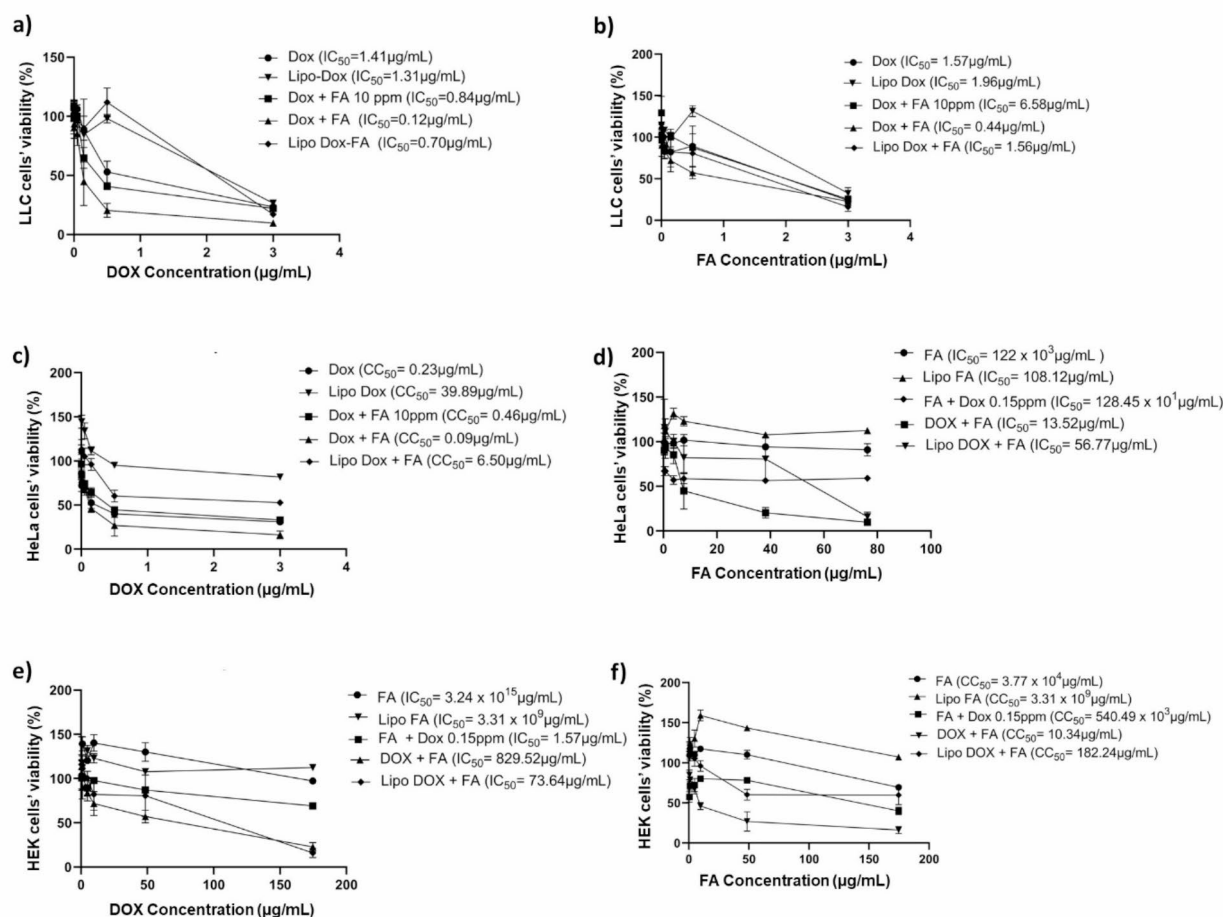 a)
Dox (IC50=1.41µg/mL)
Lipo-Dox (IC50=1.31µg/mL)
Dox + FA 10 ppm (IC50=0.84µg/mL)
Dox + FA (IC50=0.12µg/mL)
Lipo Dox-FA (IC50=0.70µg/mL)
LLC cells' viability (%)
150
100
50
0
0 1 2 3 4
DOX Concentration (µg/mL)
b)
Dox (IC50= 1.57µg/mL)
Lipo Dox (IC50= 1.96µg/mL)
Dox + FA 10ppm (IC50= 6.58µg/mL)
Dox + FA (IC50= 0.44µg/mL)
Lipo Dox + FA (IC50= 1.56µg/mL)
LLC cells' viability (%)
200
150
100
50
0
0 1 2 3 4
FA Concentration (µg/mL)
c)
Dox (CC50= 0.23µg/mL)
Lipo Dox (CC50= 39.89µg/mL)
Dox + FA 10ppm (CC50= 0.46µg/mL)
Dox + FA (CC50= 0.09µg/mL)
Lipo Dox + FA (CC50= 6.50µg/mL)
HeLa cells' viability (%)
200
150
100
50
0
0 1 2 3 4
DOX Concentration (µg/mL)
d)
FA (IC50= 122 x 10³µg/mL )
Lipo FA (IC50= 108.12µg/mL)
FA + Dox 0.15ppm (IC50= 128.45 x 10¹µg/mL)
DOX + FA (IC50= 13.52µg/mL)
Lipo DOX + FA (IC50= 56.77µg/mL)
HeLa cells' viability (%)
200
150
100
50
0
0 20 40 60 80 100
FA Concentration (µg/mL)
e)
FA (IC50= 3.24 x 10¹⁵µg/mL)
Lipo FA (IC50= 3.31 x 10⁹µg/mL)
FA + Dox 0.15ppm (IC50= 1.57µg/mL)
DOX + FA (IC50= 829.52µg/mL)
Lipo DOX + FA (IC50= 73.64µg/mL)
HEK cells' viability (%)
200
150
100
50
0
0 50 100 150 200
DOX Concentration (µg/mL)
f)
FA (CC50= 3.77 x 10⁴µg/mL)
Lipo FA (CC50= 3.31 x 10⁹µg/mL)
FA + Dox 0.15ppm (CC50= 540.49 x 10³µg/mL)
DOX + FA (CC50= 10.34µg/mL)
Lipo DOX + FA (CC50= 182.24µg/mL)
HEK cells' viability (%)
200
150
100
50
0
0 50 100 150 200
FA Concentration (µg/mL)